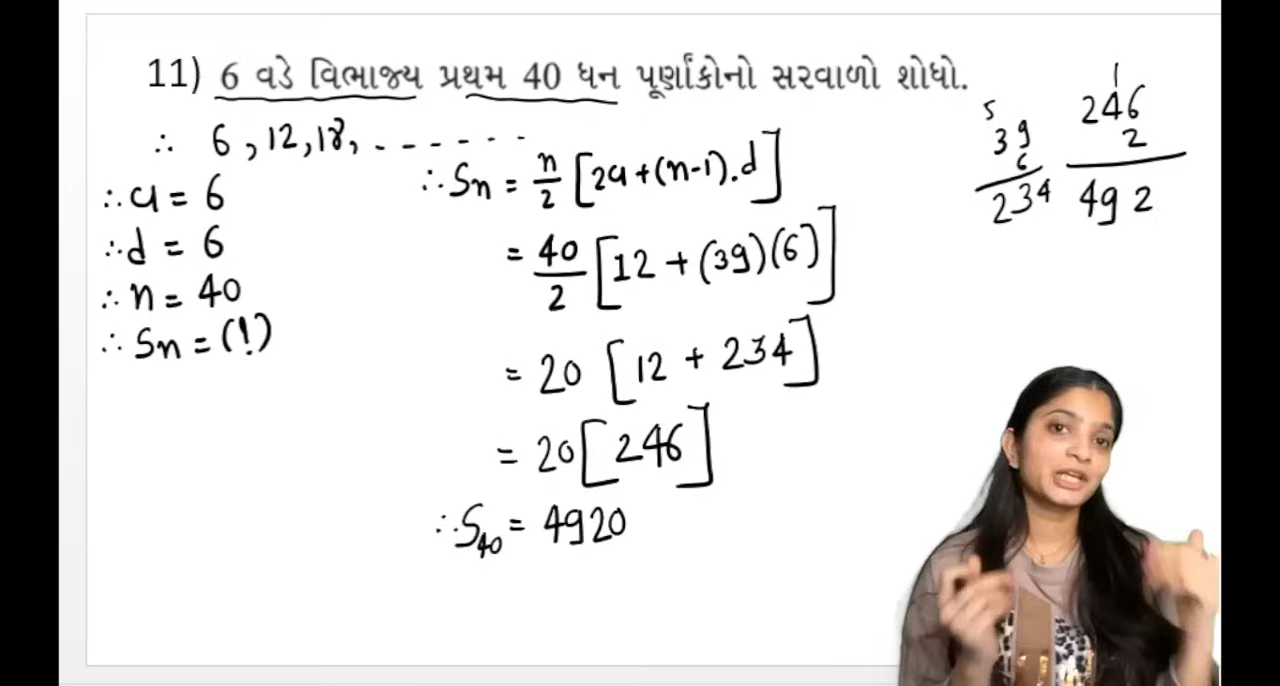 11) 6 વડે વિભાજ્ય પ્રથમ 40 ધન પૂર્ણાંકોનો સરવાળો શોધો.
∴ 6, 12, 18, - - - - - - -
∴ a = 6
∴ d = 6
∴ n = 40
∴ Sn = (!)
∴ Sn = n/2 [2a + (n-1).d]
= 40/2 [12 + (39)(6)]
= 20 [12 + 234]
= 20 [246]
∴ S40 = 4920
5
39
6
234
1
246
2
492